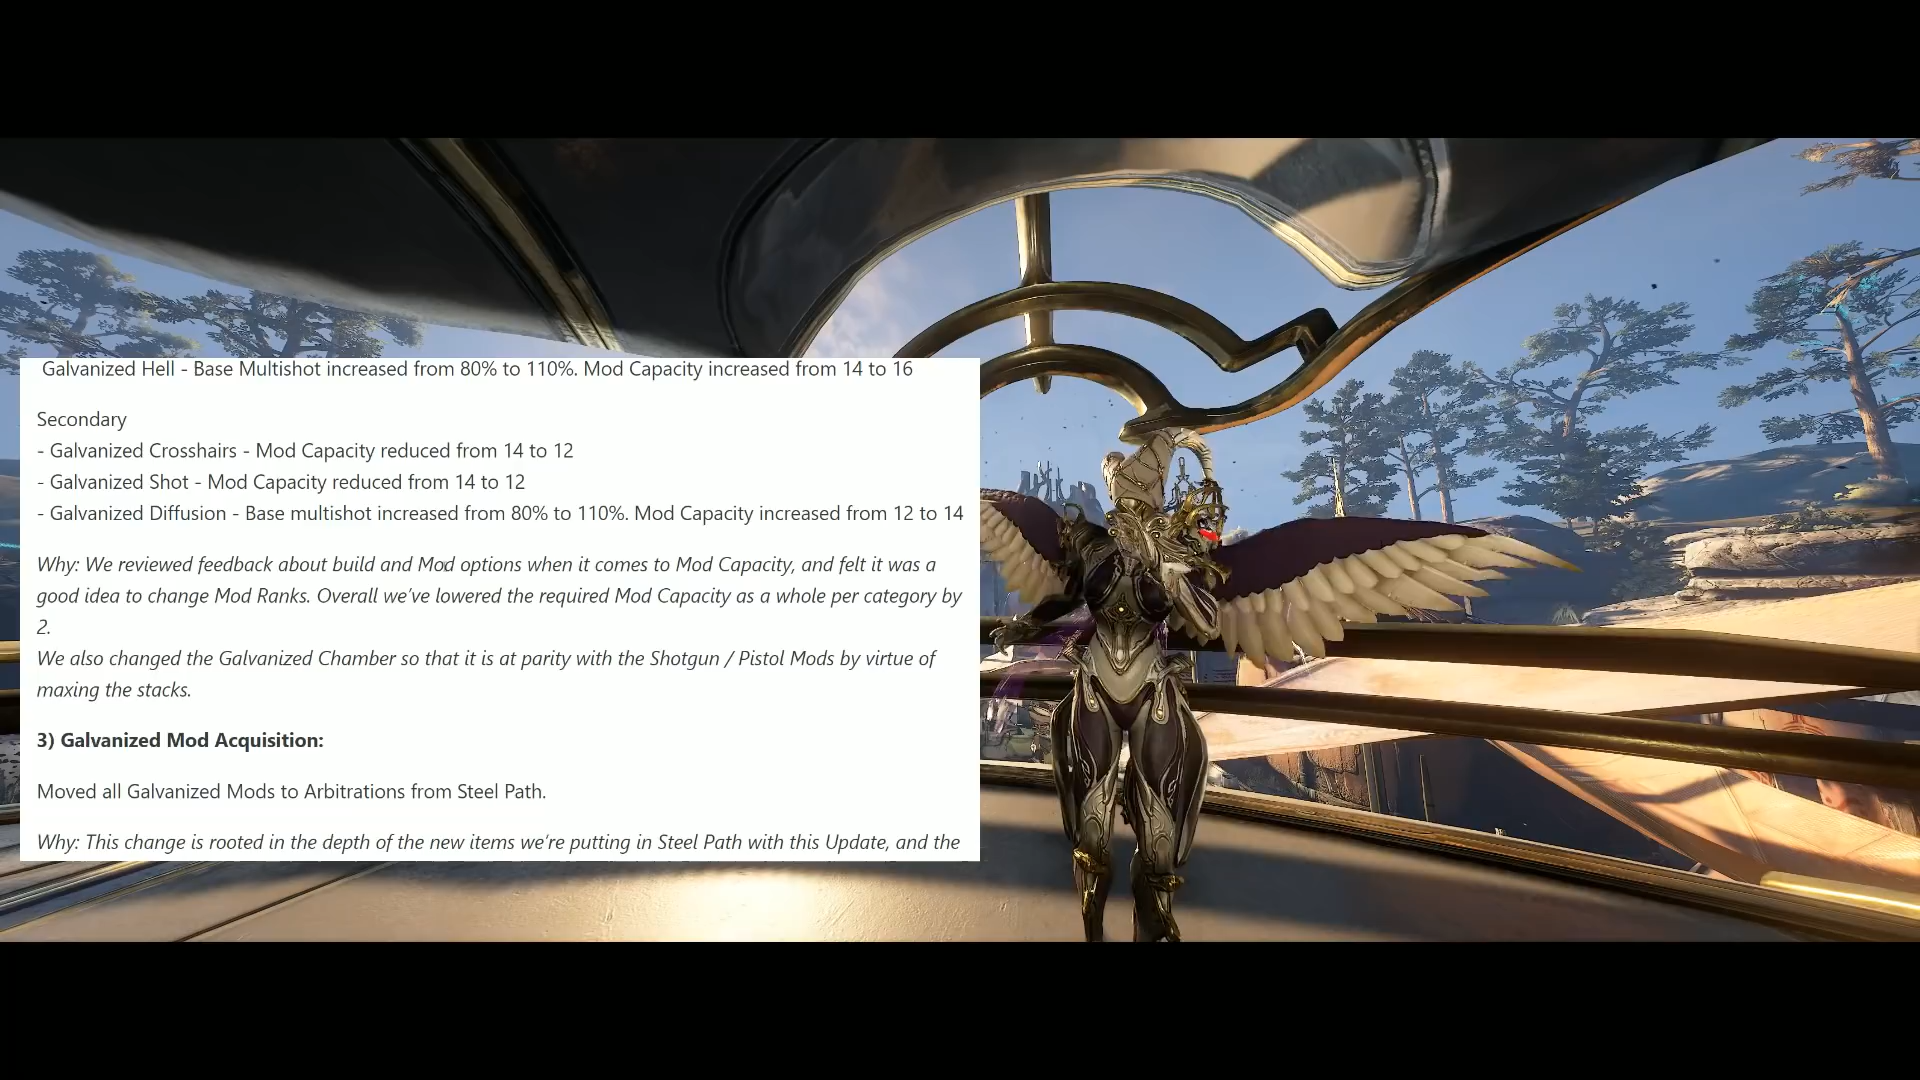 Galvanized Hell - Base Multishot increased from 80% to 110%. Mod Capacity increased from 14 to 16
Secondary
- Galvanized Crosshairs - Mod Capacity reduced from 14 to 12
- Galvanized Shot - Mod Capacity reduced from 14 to 12
- Galvanized Diffusion - Base multishot increased from 80% to 110%. Mod Capacity increased from 12 to 14
Why: We reviewed feedback about build and Mod options when it comes to Mod Capacity, and felt it was a
good idea to change Mod Ranks. Overall we’ve lowered the required Mod Capacity as a whole per category by
2.
We also changed the Galvanized Chamber so that it is at parity with the Shotgun / Pistol Mods by virtue of
maxing the stacks.
3) Galvanized Mod Acquisition:
Moved all Galvanized Mods to Arbitrations from Steel Path.
Why: This change is rooted in the depth of the new items we’re putting in Steel Path with this Update, and the